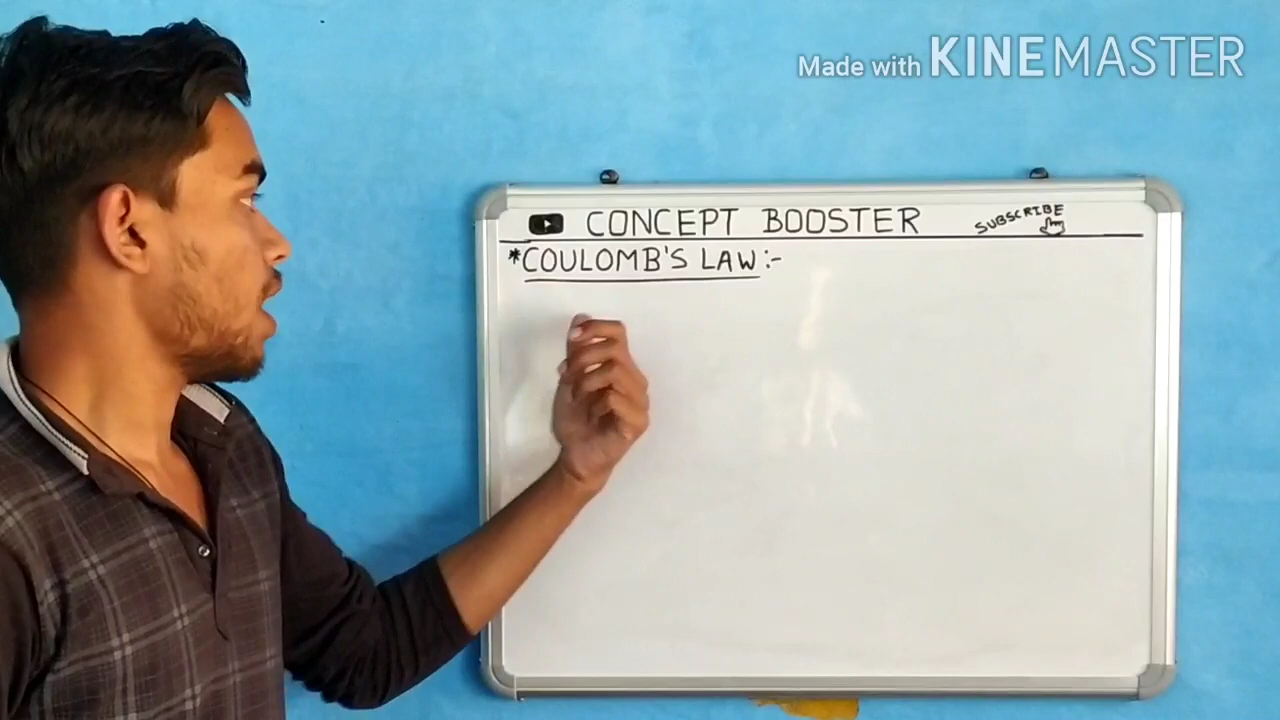 Made with KINEMASTER
CONCEPT BOOSTER SUBSCRIBE
*COULOMB'S LAW:-